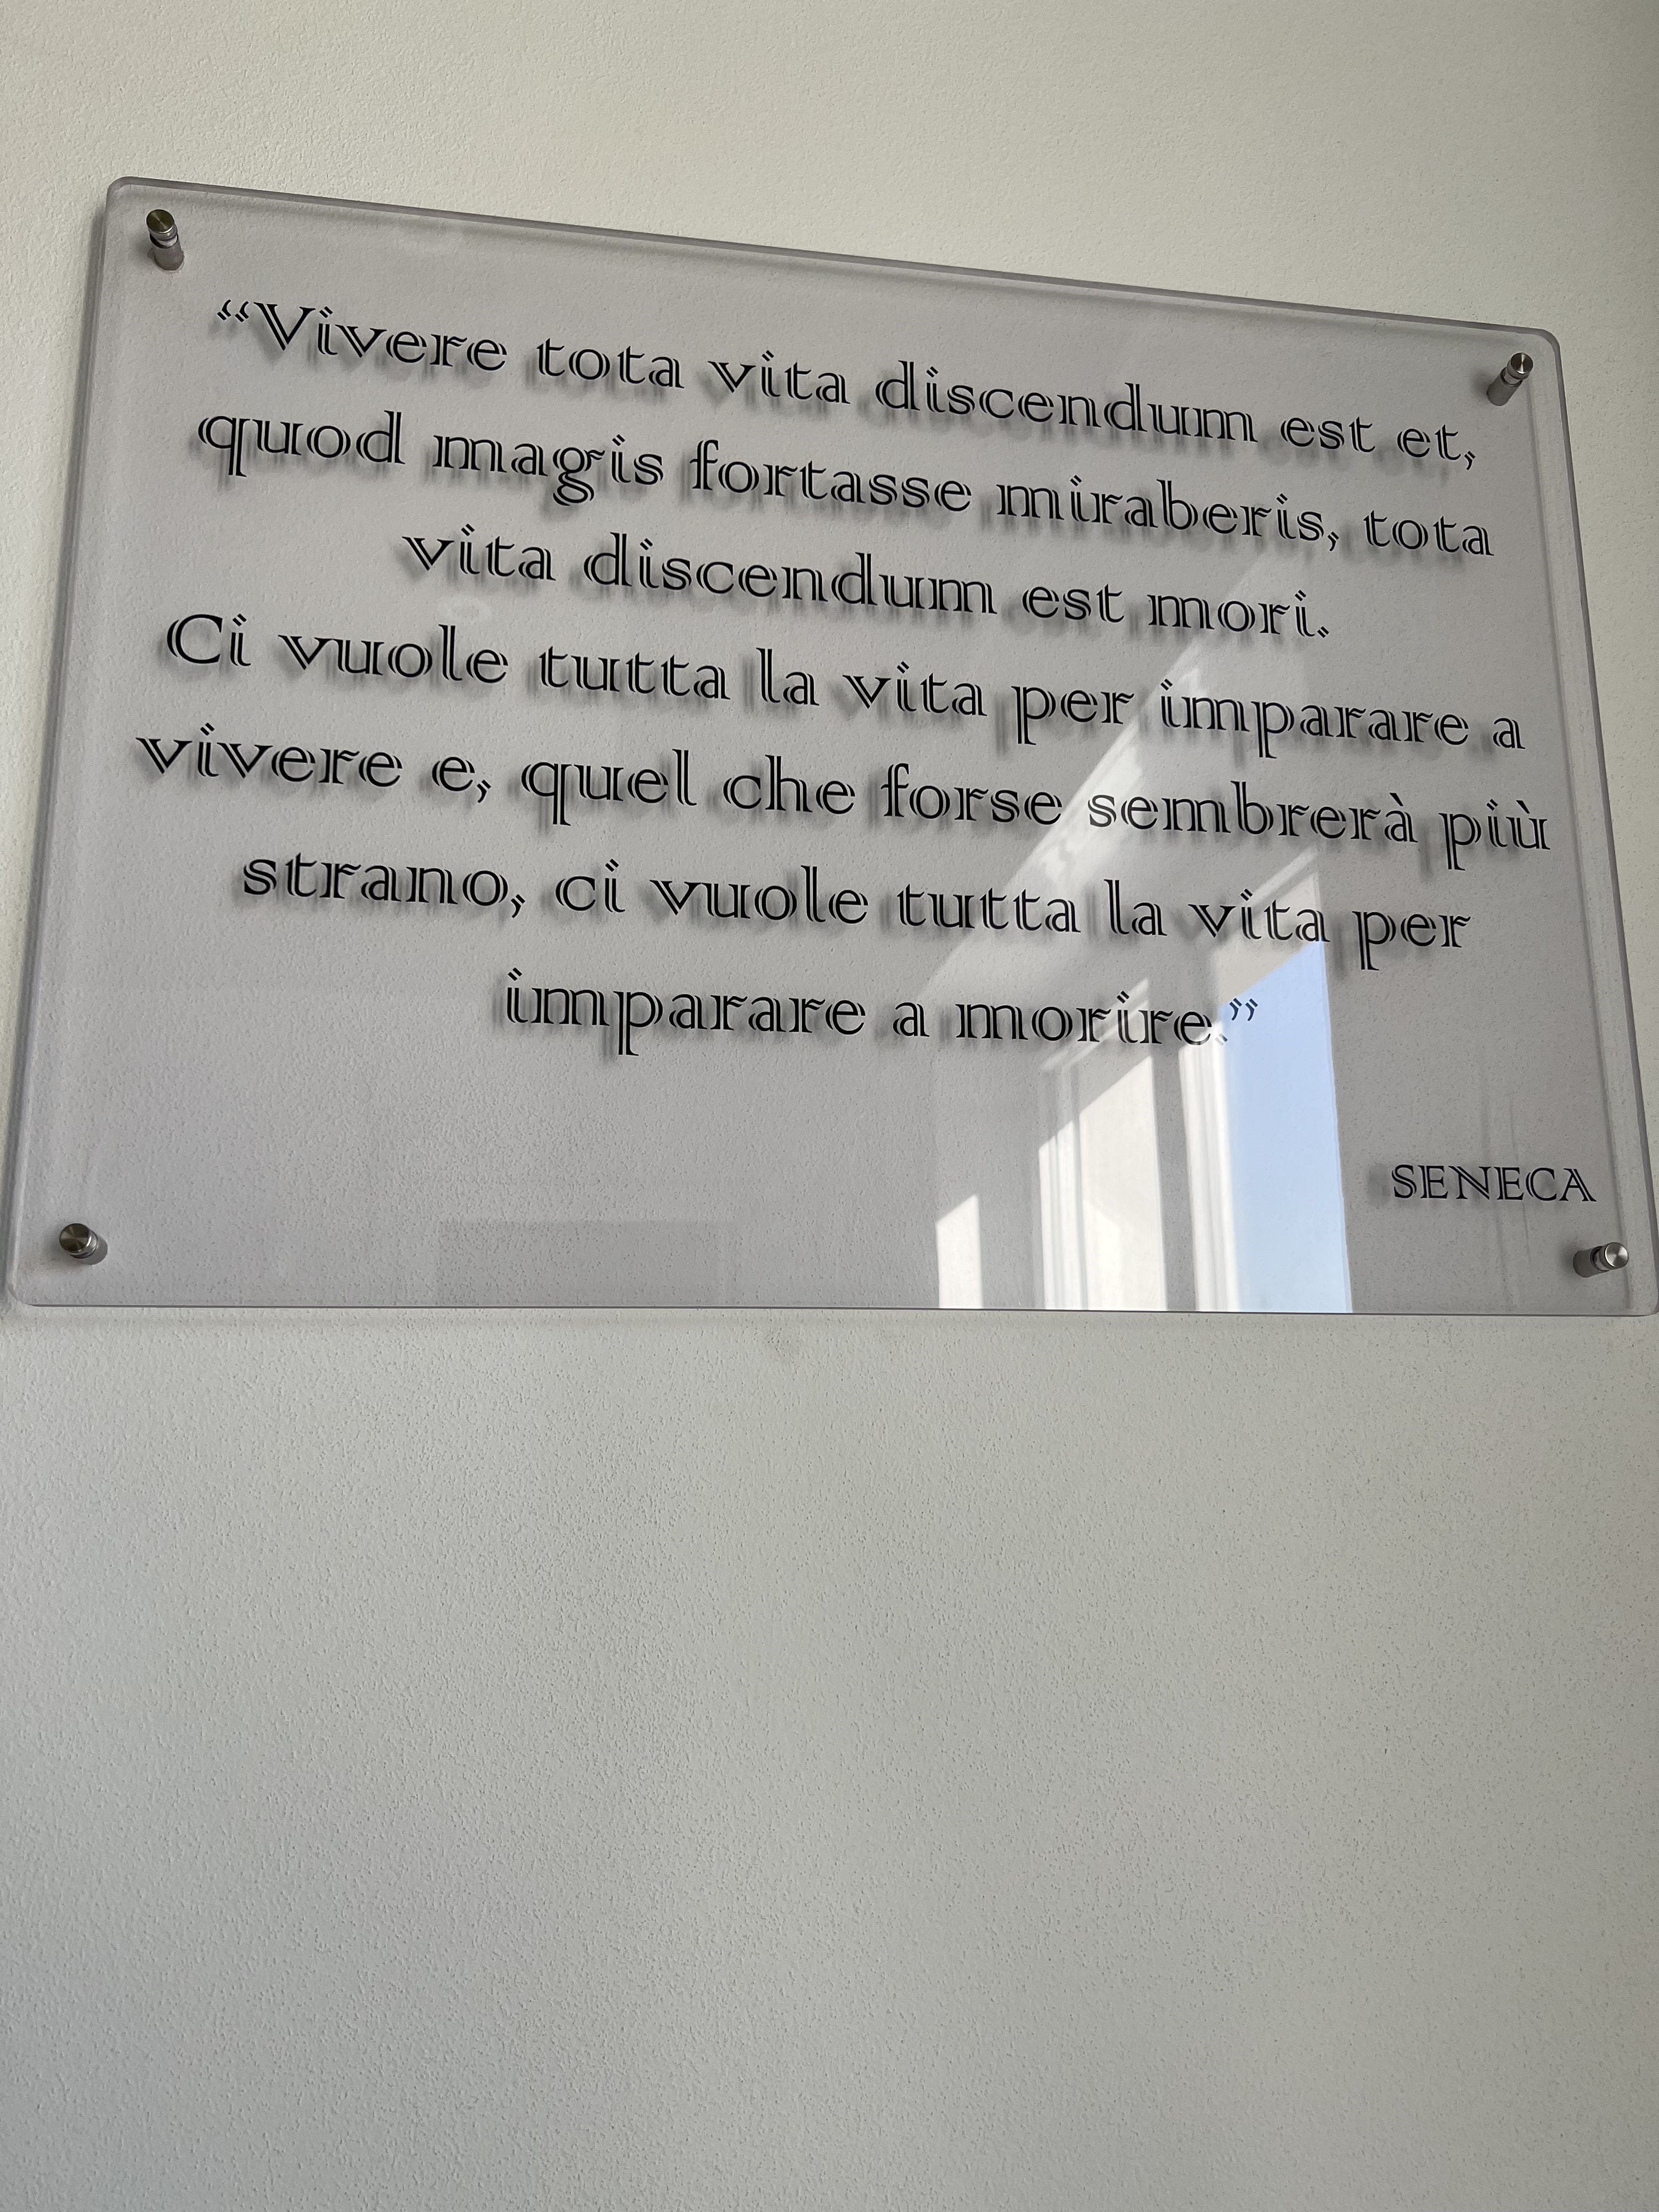 “Vivere tota vita discendum est et,
quod magis fortasse miraberis, tota
vita discendum est mori.
Ci vuole tutta la vita per imparare a
vivere e, quel che forse sembrerà più
strano, ci vuole tutta la vita per
imparare a morire.”
SENECA